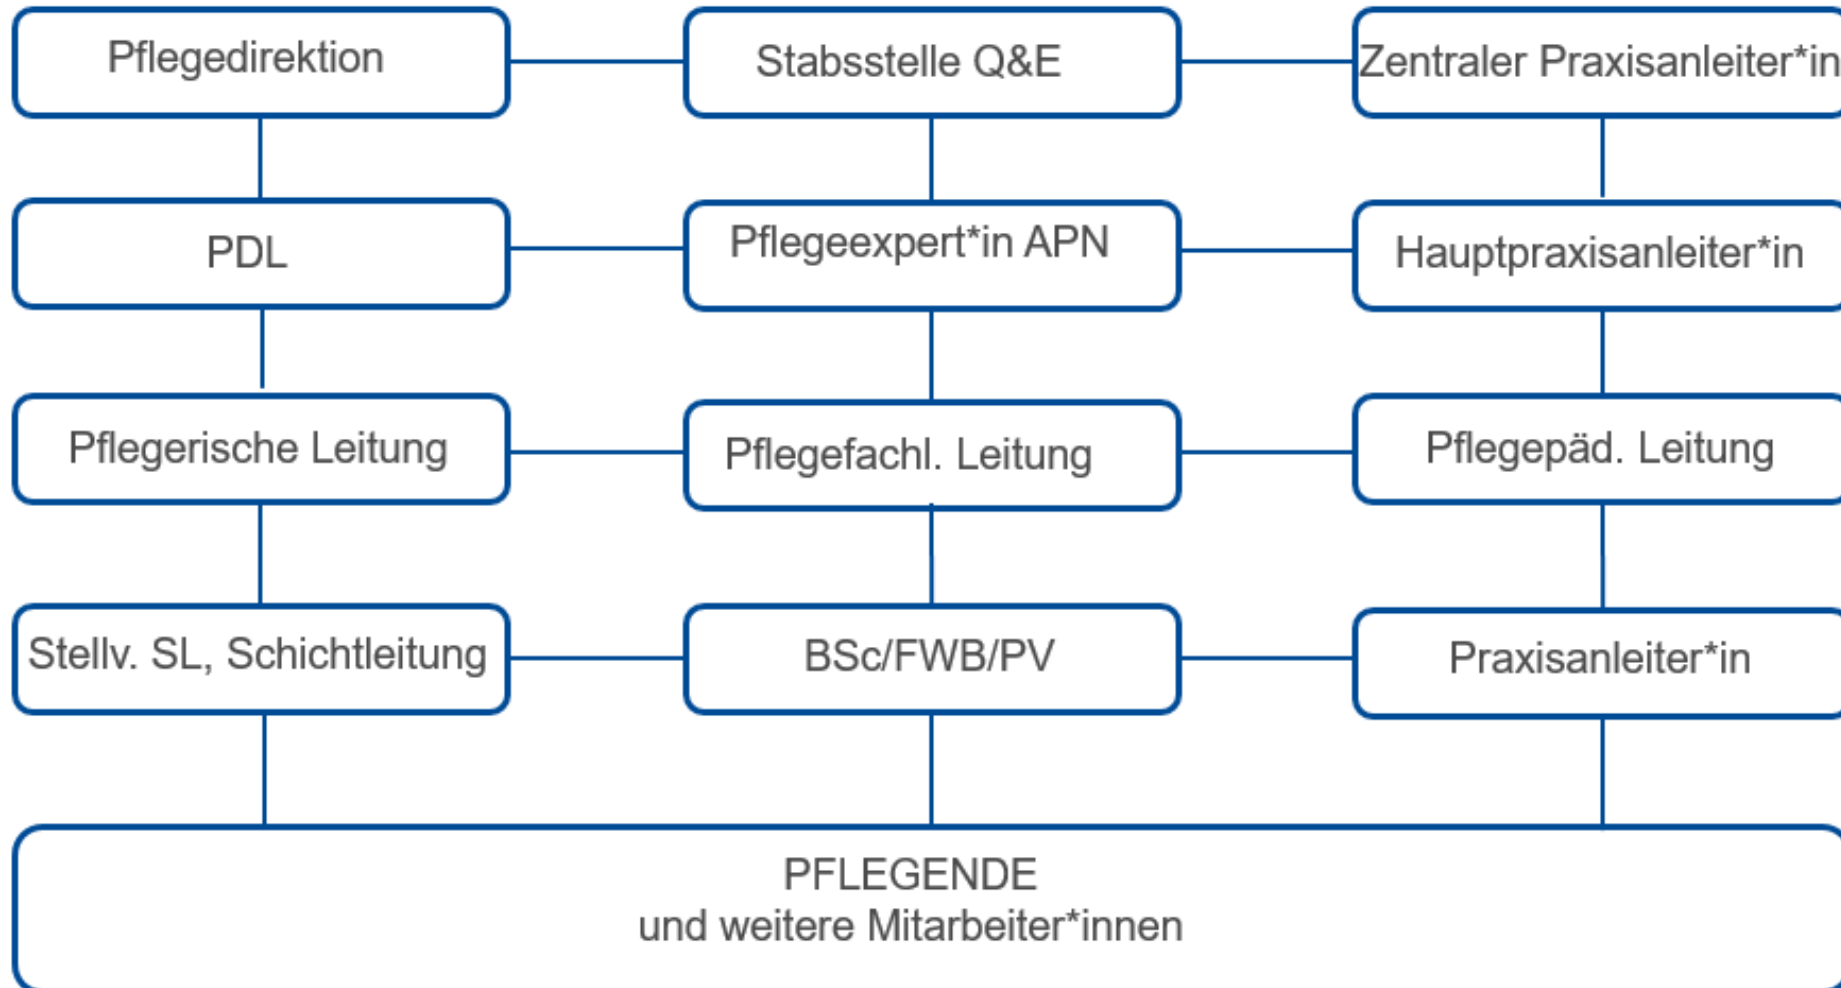 Pflegedirektion
Stabsstelle Q&E
Zentraler Praxisanleiter*in
PDL
Pflegeexpert*in APN
Hauptpraxisanleiter*in
Pflegerische Leitung
Pflegefachl. Leitung
Pflegepäd. Leitung
Stellv. SL, Schichtleitung
BSc/FWB/PV
Praxisanleiter*in
PFLEGENDE
und weitere Mitarbeiter*innen